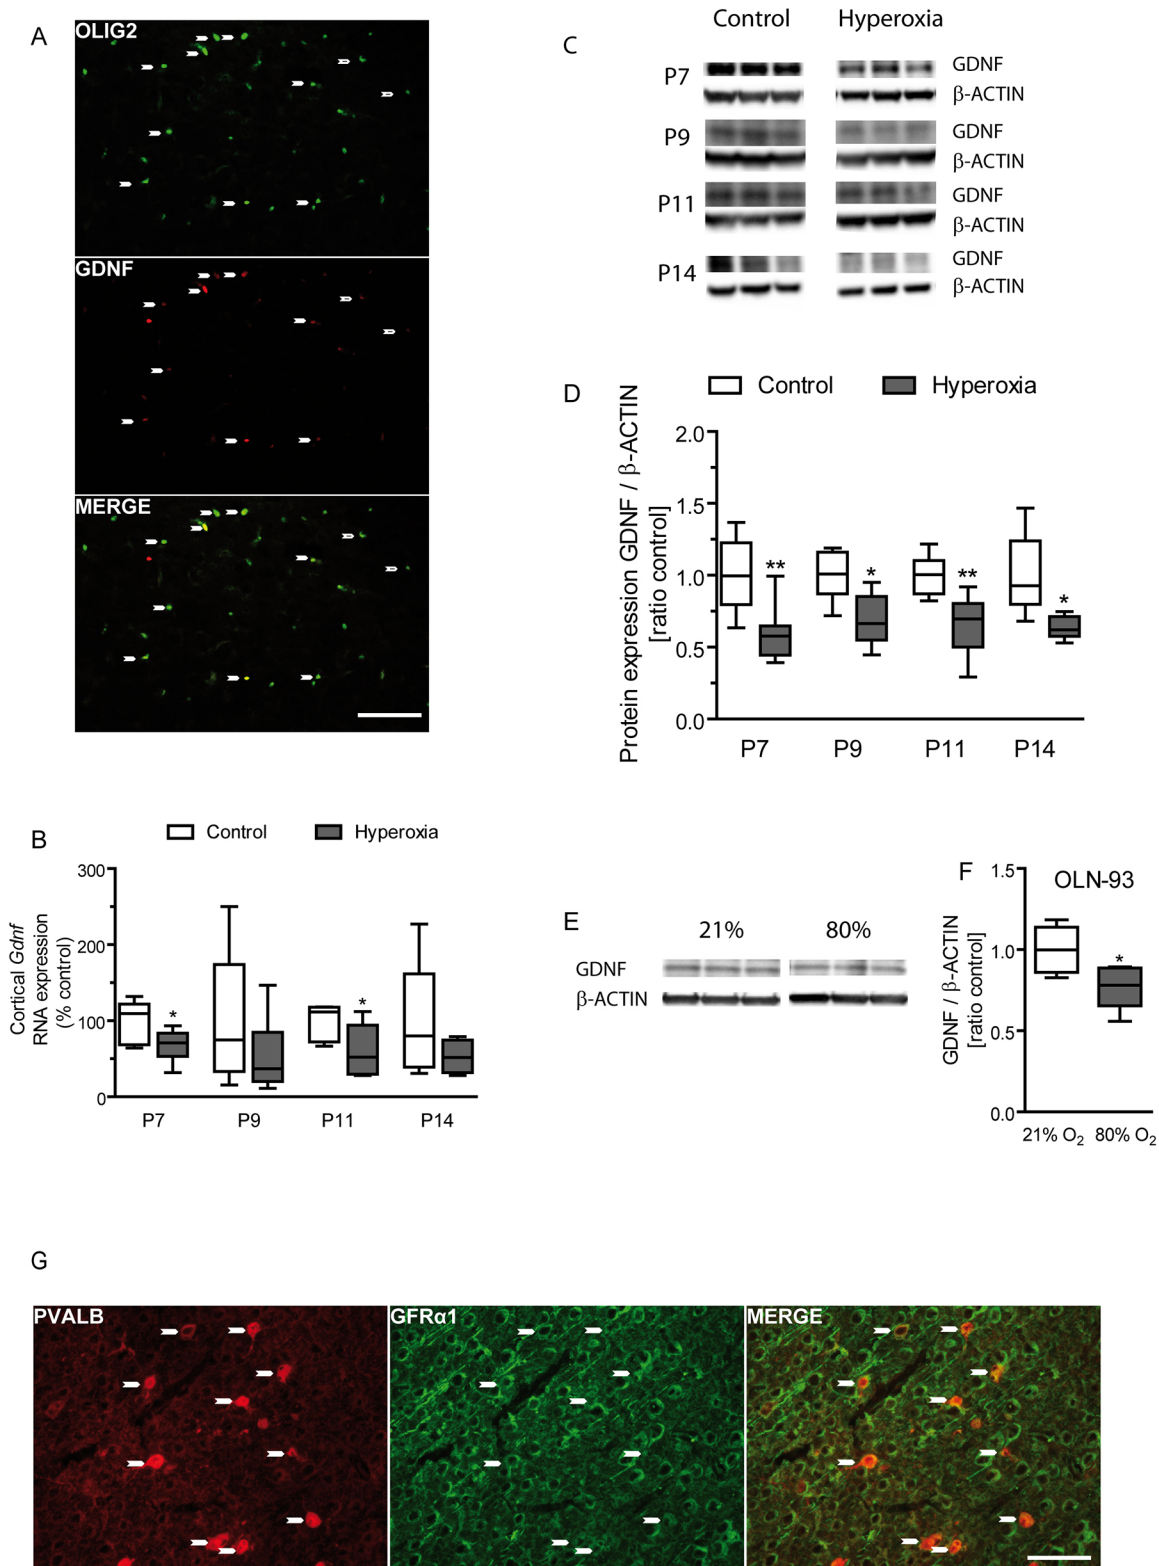 A
OLIG2
GDNF
MERGE
B
Control
Hyperoxia
Cortical Gdnf
RNA expression
(% control)
300
200
100
0
*
*
P7
P9
P11
P14
C
Control
Hyperoxia
P7
GDNF
β-ACTIN
P9
GDNF
β-ACTIN
P11
GDNF
β-ACTIN
P14
GDNF
β-ACTIN
D
Control
Hyperoxia
Protein expression GDNF / β-ACTIN
[ratio control]
2.0
1.5
1.0
0.5
0.0
**
*
**
*
P7
P9
P11
P14
E
21%
80%
GDNF
β-ACTIN
F
OLN-93
GDNF / β-ACTIN
[ratio control]
1.5
1.0
0.5
0.0
*
21% O₂
80% O₂
G
PVALB
GFRα1
MERGE